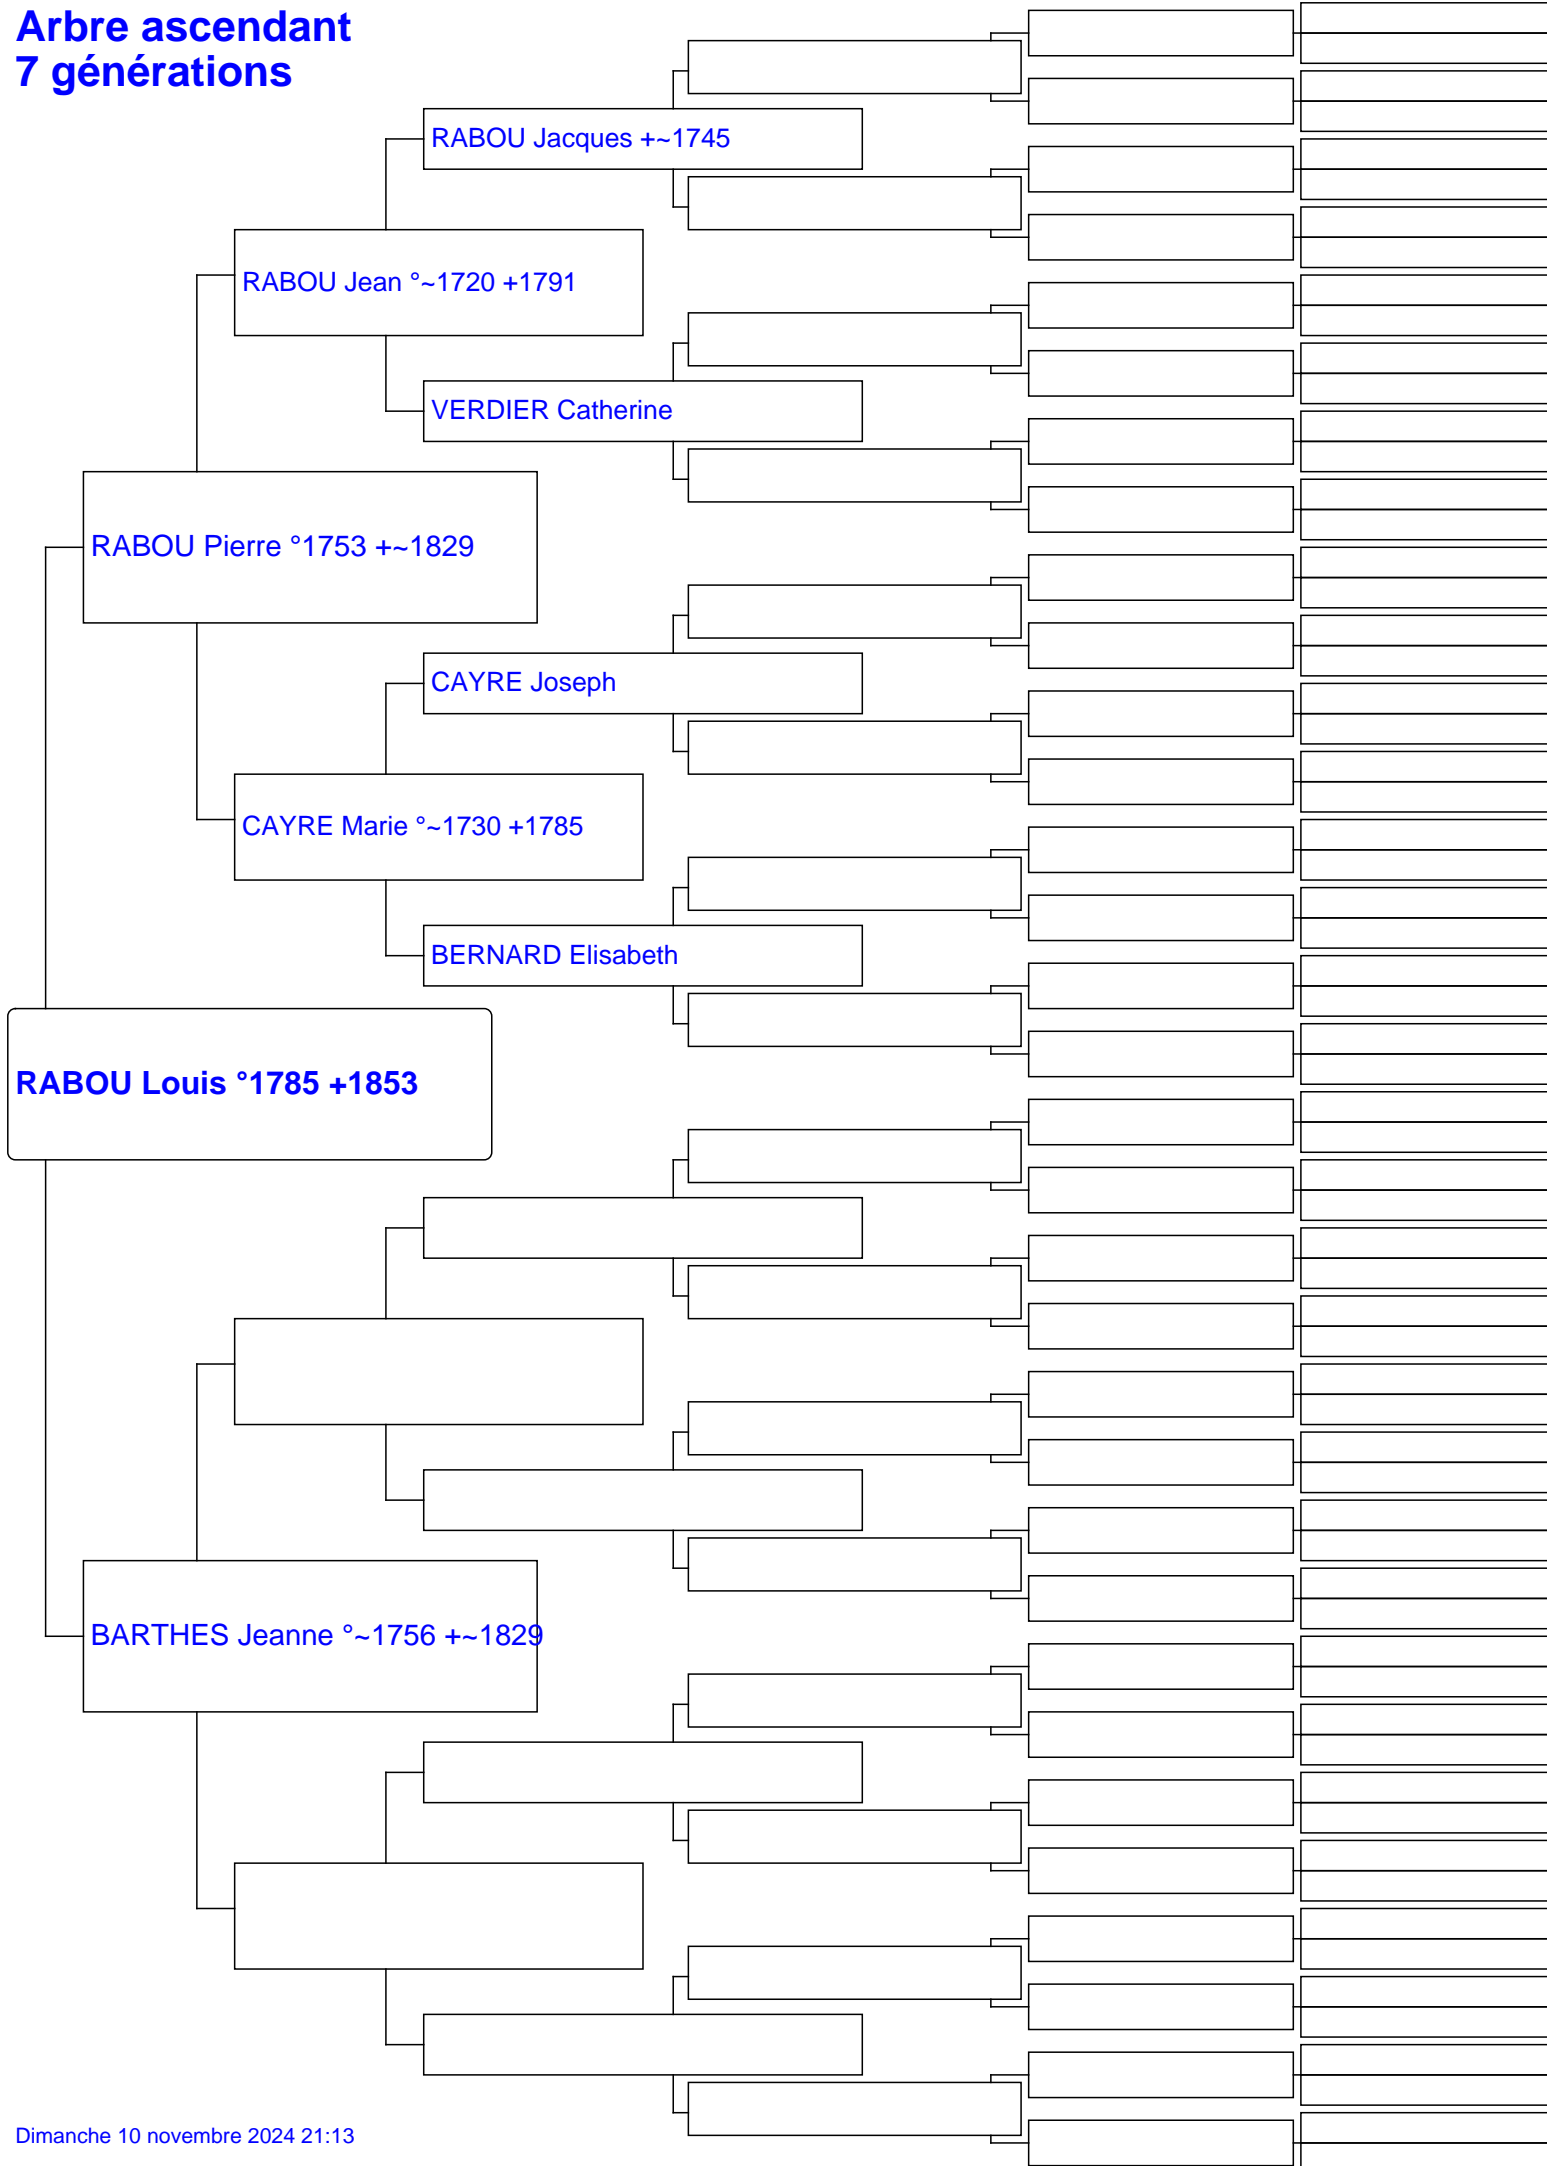 Arbre ascendant
7 générations
RABOU Jacques +~1745
RABOU Jean °~1720 +1791
VERDIER Catherine
RABOU Pierre °1753 +~1829
CAYRE Joseph
CAYRE Marie °~1730 +1785
BERNARD Elisabeth
RABOU Louis °1785 +1853
BARTHES Jeanne °~1756 +~1829
Dimanche 10 novembre 2024 21:13